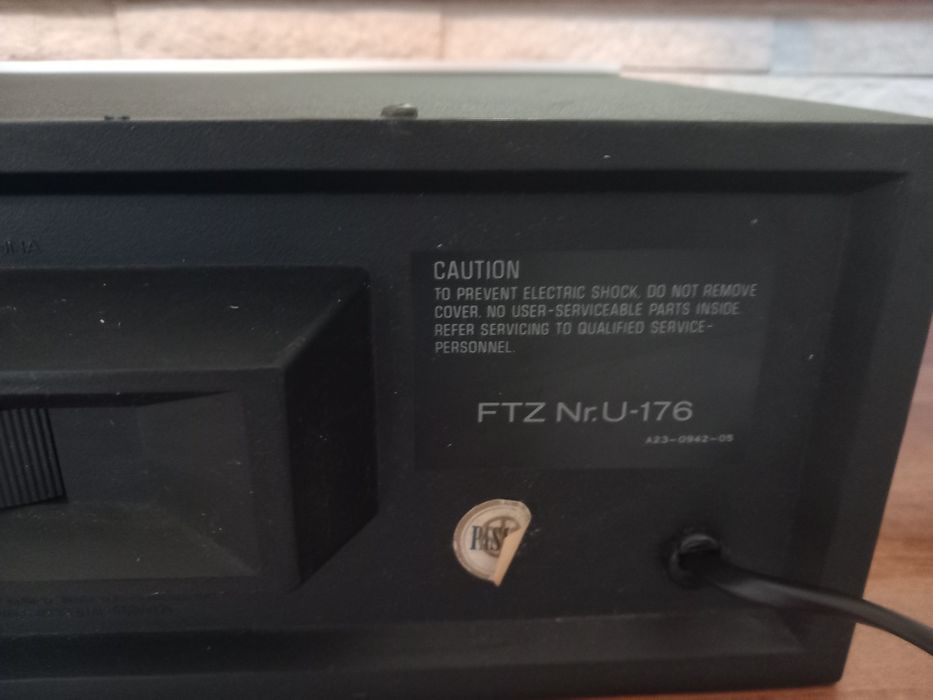 CAUTION
TO PREVENT ELECTRIC SHOCK, DO NOT REMOVE
COVER. NO USER-SERVICEABLE PARTS INSIDE.
REFER SERVICING TO QUALIFIED SERVICE-
PERSONNEL.
FTZ Nr.U-176
A23-0942-05